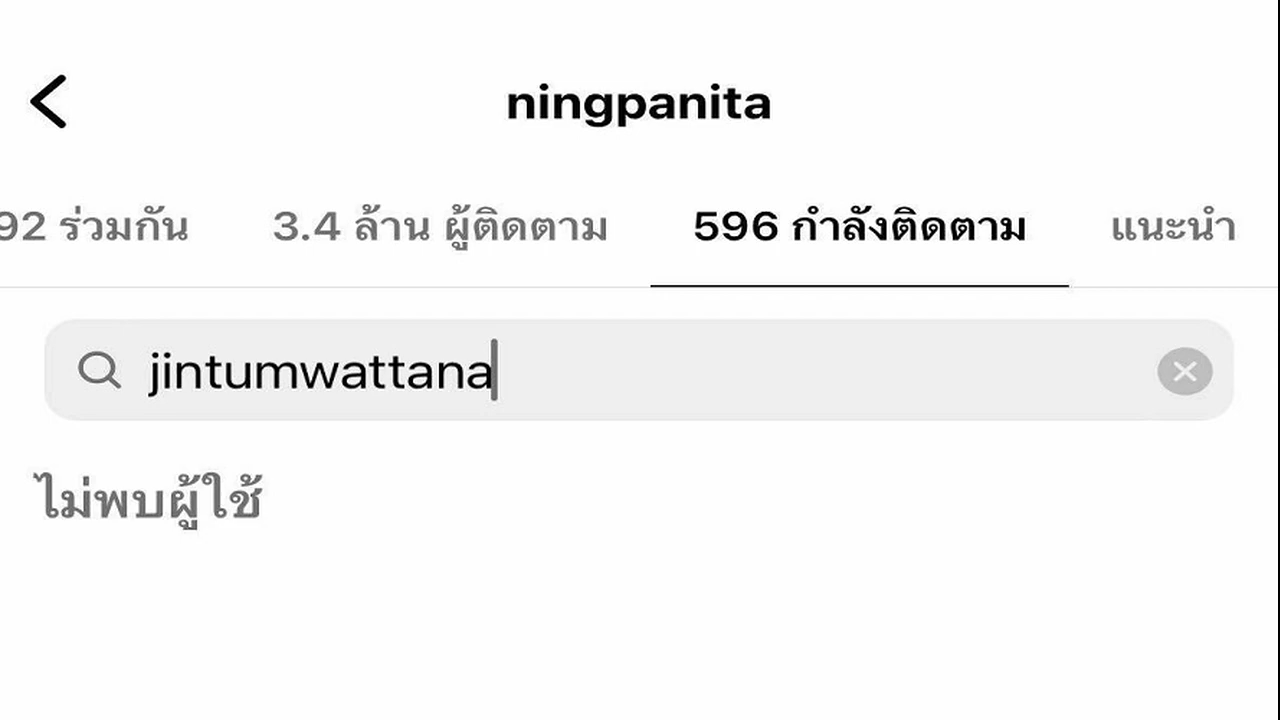 ningpanita
92 ร่วมกัน 3.4 ล้าน ผู้ติดตาม 596 กำลังติดตาม แนะนำ
jintumwattana
ไม่พบผู้ใช้